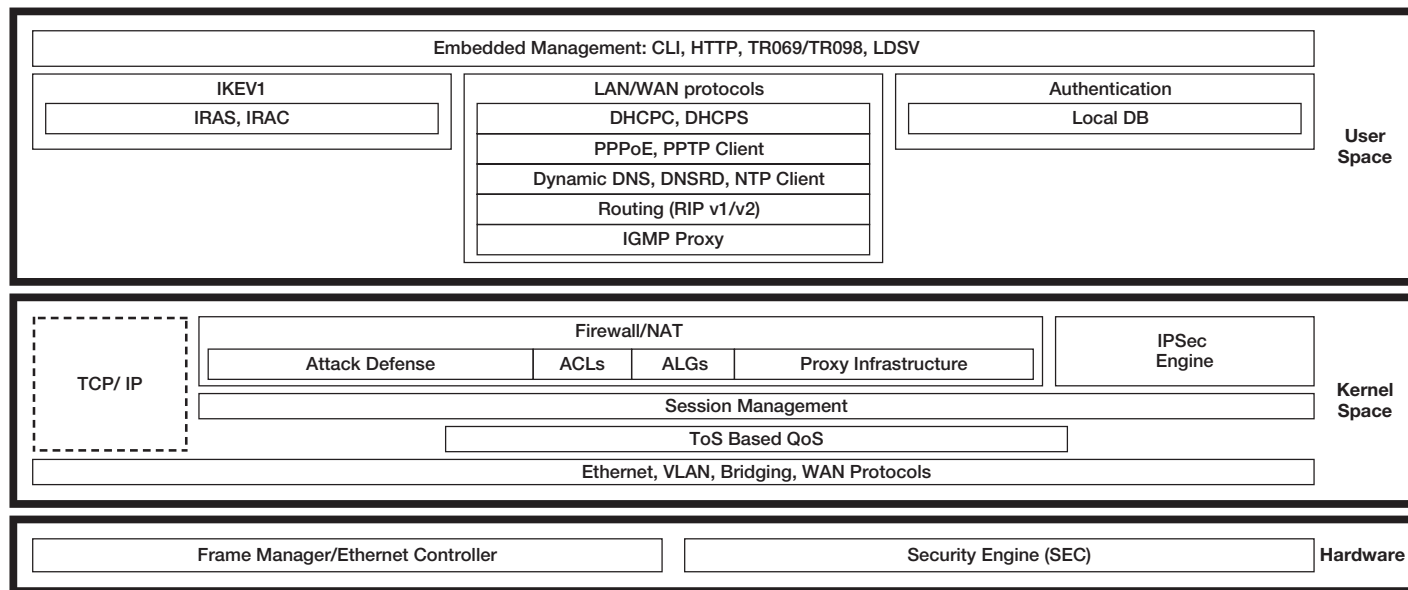 Embedded Management: CLI, HTTP, TR069/TR098, LDSV
IKEV1
IRAS, IRAC
LAN/WAN protocols
DHCPC, DHCPS
PPPoE, PPTP Client
Dynamic DNS, DNSRD, NTP Client
Routing (RIP v1/v2)
IGMP Proxy
Authentication
Local DB
User
Space
TCP/ IP
Firewall/NAT
Attack Defense
ACLs
ALGs
Proxy Infrastructure
IPSec
Engine
Session Management
ToS Based QoS
Ethernet, VLAN, Bridging, WAN Protocols
Kernel
Space
Frame Manager/Ethernet Controller
Security Engine (SEC)
Hardware